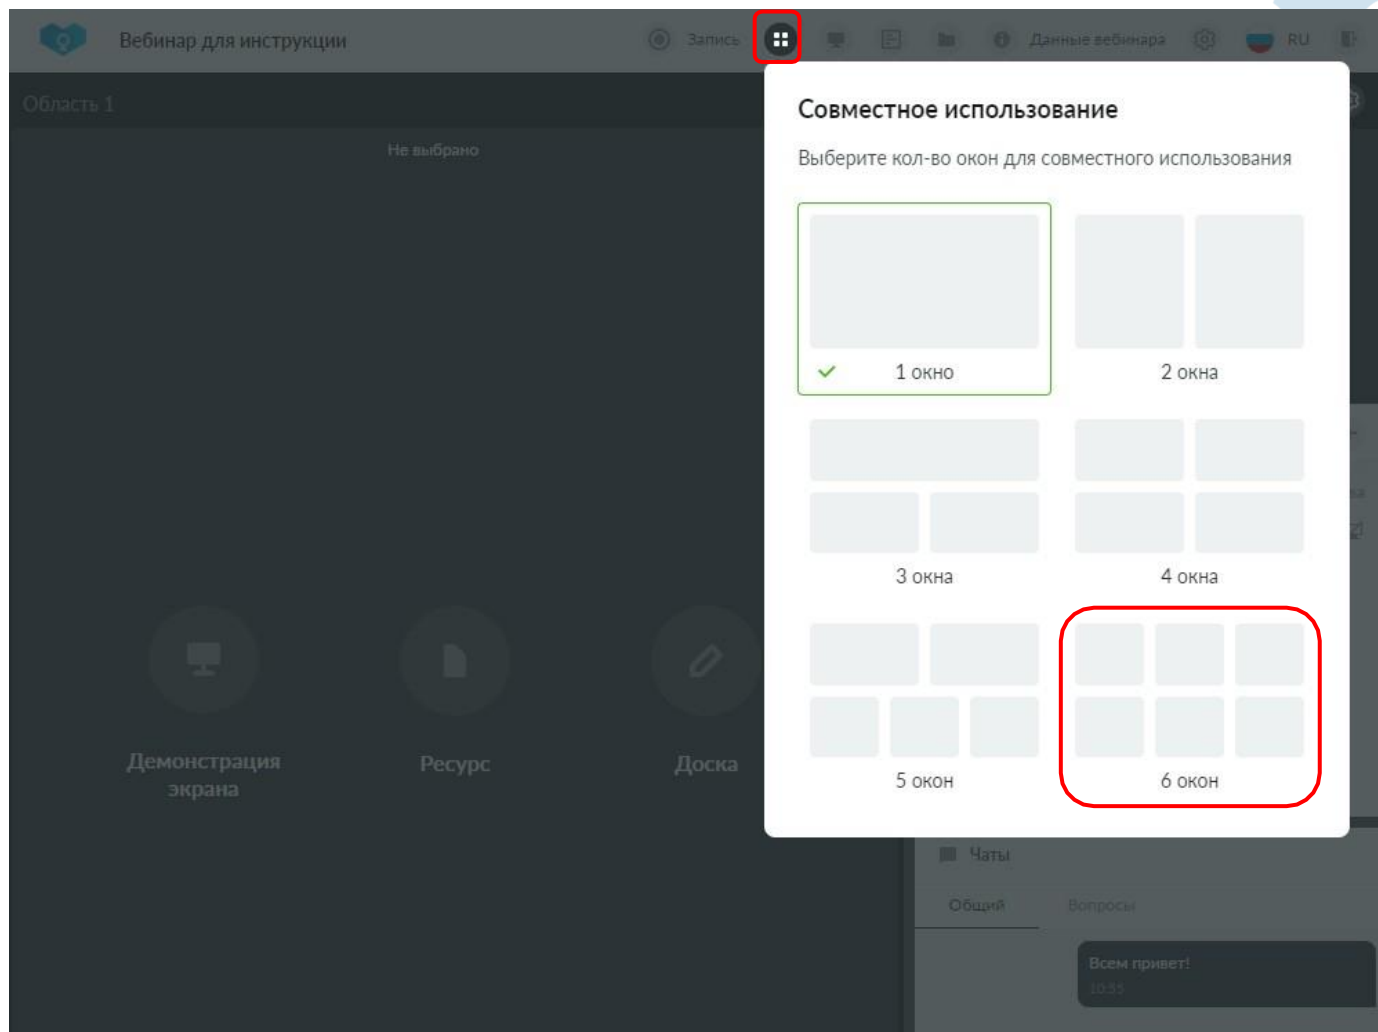 Вебинар для инструкции
Запись
Данные вебинара
RU
Область 1
Не выбрано
Совместное использование
Выберите кол-во окон для совместного использования
1 окно
2 окна
3 окна
4 окна
5 окон
6 окон
Демонстрация
экрана
Ресурс
Доска
Чаты
Общий
Вопросы
Всем привет!
10:55